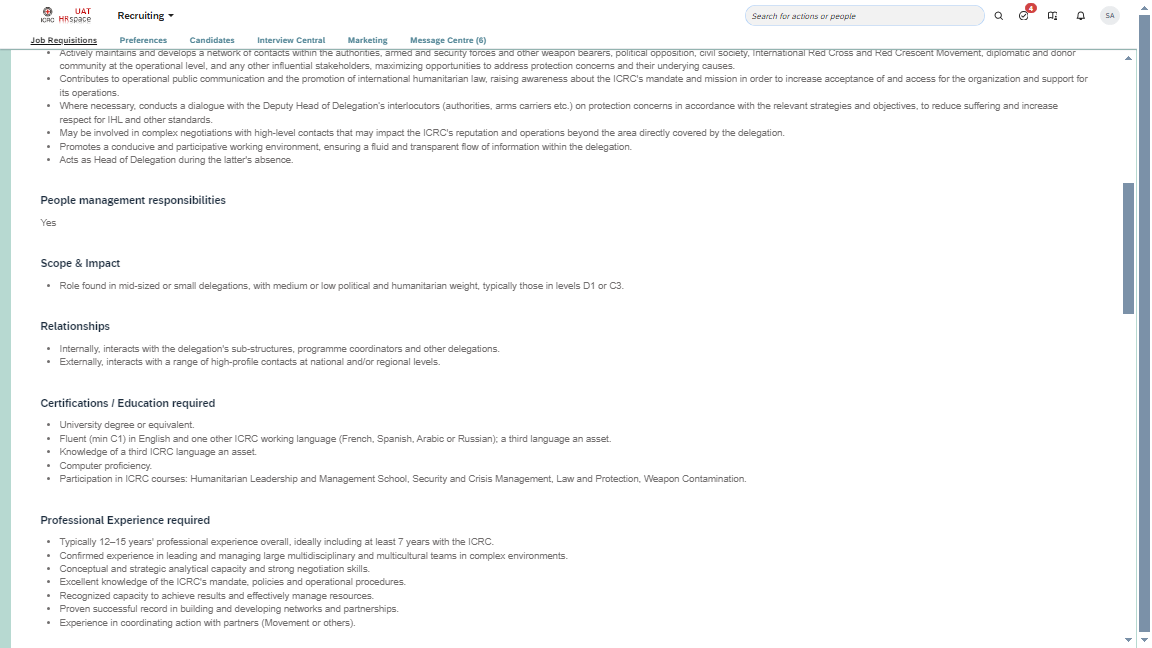 ICRC
UAT
HRspace
Recruiting
Search for actions or people
4
SA
Job Requisitions
Preferences
Candidates
Interview Central
Marketing
Message Centre (6)
Actively maintains and develops a network of contacts within the authorities, armed and security forces and other weapon bearers, political opposition, civil society, International Red Cross and Red Crescent Movement, diplomatic and donor
community at the operational level, and any other influential stakeholders, maximizing opportunities to address protection concerns and their underlying causes.
Contributes to operational public communication and the promotion of international humanitarian law, raising awareness about the ICRC's mandate and mission in order to increase acceptance of and access for the organization and support for
its operations.
Where necessary, conducts a dialogue with the Deputy Head of Delegation's interlocutors (authorities, arms carriers etc.) on protection concerns in accordance with the relevant strategies and objectives, to reduce suffering and increase
respect for IHL and other standards.
May be involved in complex negotiations with high-level contacts that may impact the ICRC's reputation and operations beyond the area directly covered by the delegation.
Promotes a conducive and participative working environment, ensuring a fluid and transparent flow of information within the delegation.
Acts as Head of Delegation during the latter's absence.
People management responsibilities
Yes
Scope & Impact
Role found in mid-sized or small delegations, with medium or low political and humanitarian weight, typically those in levels D1 or C3.
Relationships
Internally, interacts with the delegation's sub-structures, programme coordinators and other delegations.
Externally, interacts with a range of high-profile contacts at national and/or regional levels.
Certifications / Education required
University degree or equivalent.
Fluent (min C1) in English and one other ICRC working language (French, Spanish, Arabic or Russian); a third language an asset.
Knowledge of a third ICRC language an asset.
Computer proficiency.
Participation in ICRC courses: Humanitarian Leadership and Management School, Security and Crisis Management, Law and Protection, Weapon Contamination.
Professional Experience required
Typically 12–15 years' professional experience overall, ideally including at least 7 years with the ICRC.
Confirmed experience in leading and managing large multidisciplinary and multicultural teams in complex environments.
Conceptual and strategic analytical capacity and strong negotiation skills.
Excellent knowledge of the ICRC's mandate, policies and operational procedures.
Recognized capacity to achieve results and effectively manage resources.
Proven successful record in building and developing networks and partnerships.
Experience in coordinating action with partners (Movement or others).